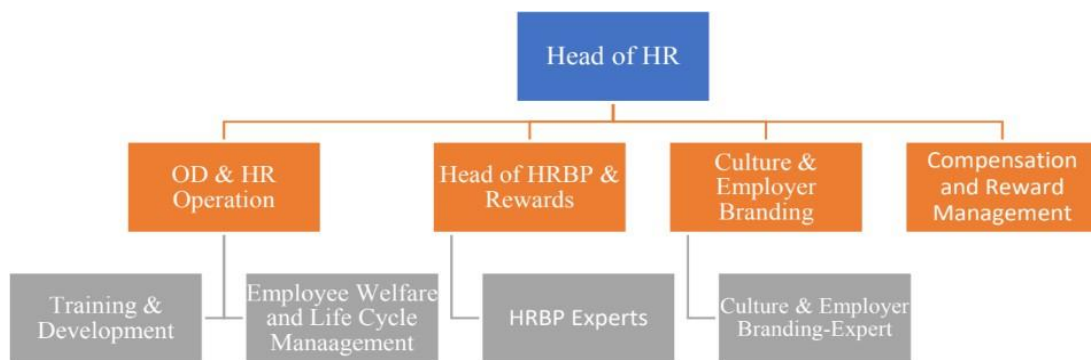 Head of HR
OD & HR
Operation
Head of HRBP &
Rewards
Culture &
Employer
Branding
Compensation
and Reward
Management
Training &
Development
Employee Welfare
and Life Cycle
Manaagement
HRBP Experts
Culture & Employer
Branding-Expert